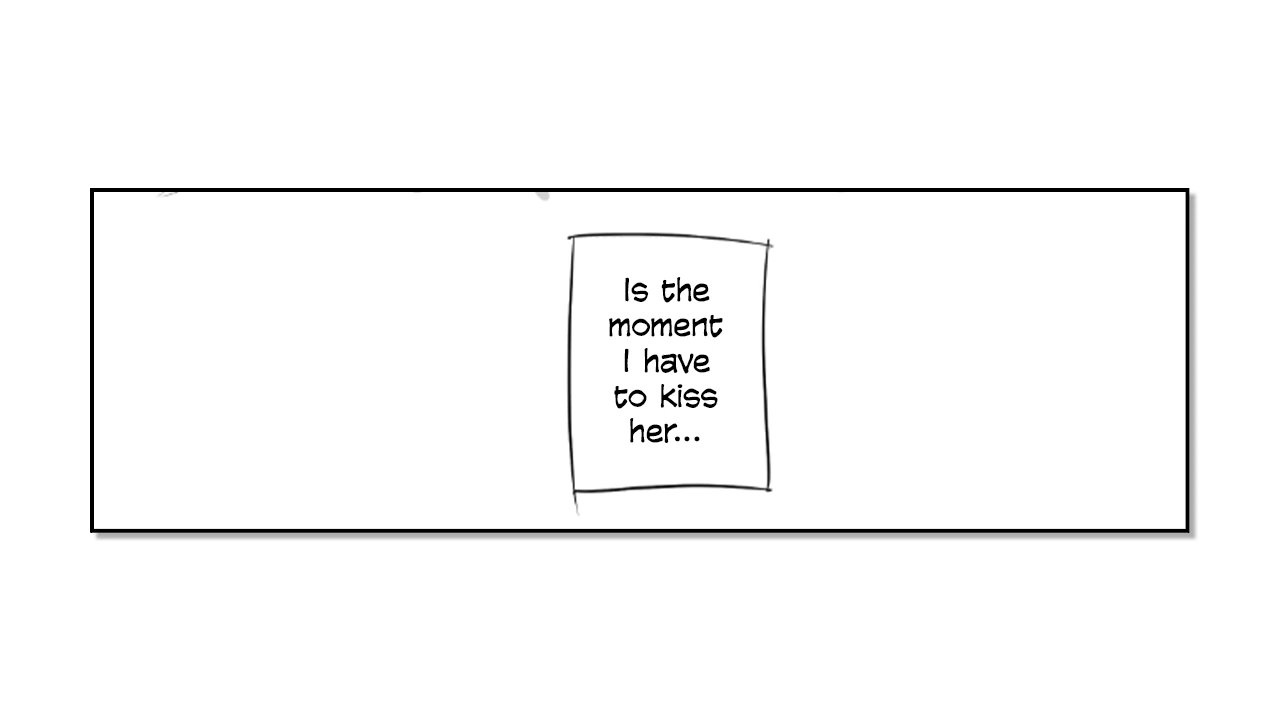 Is the
moment
I have
to kiss
her...